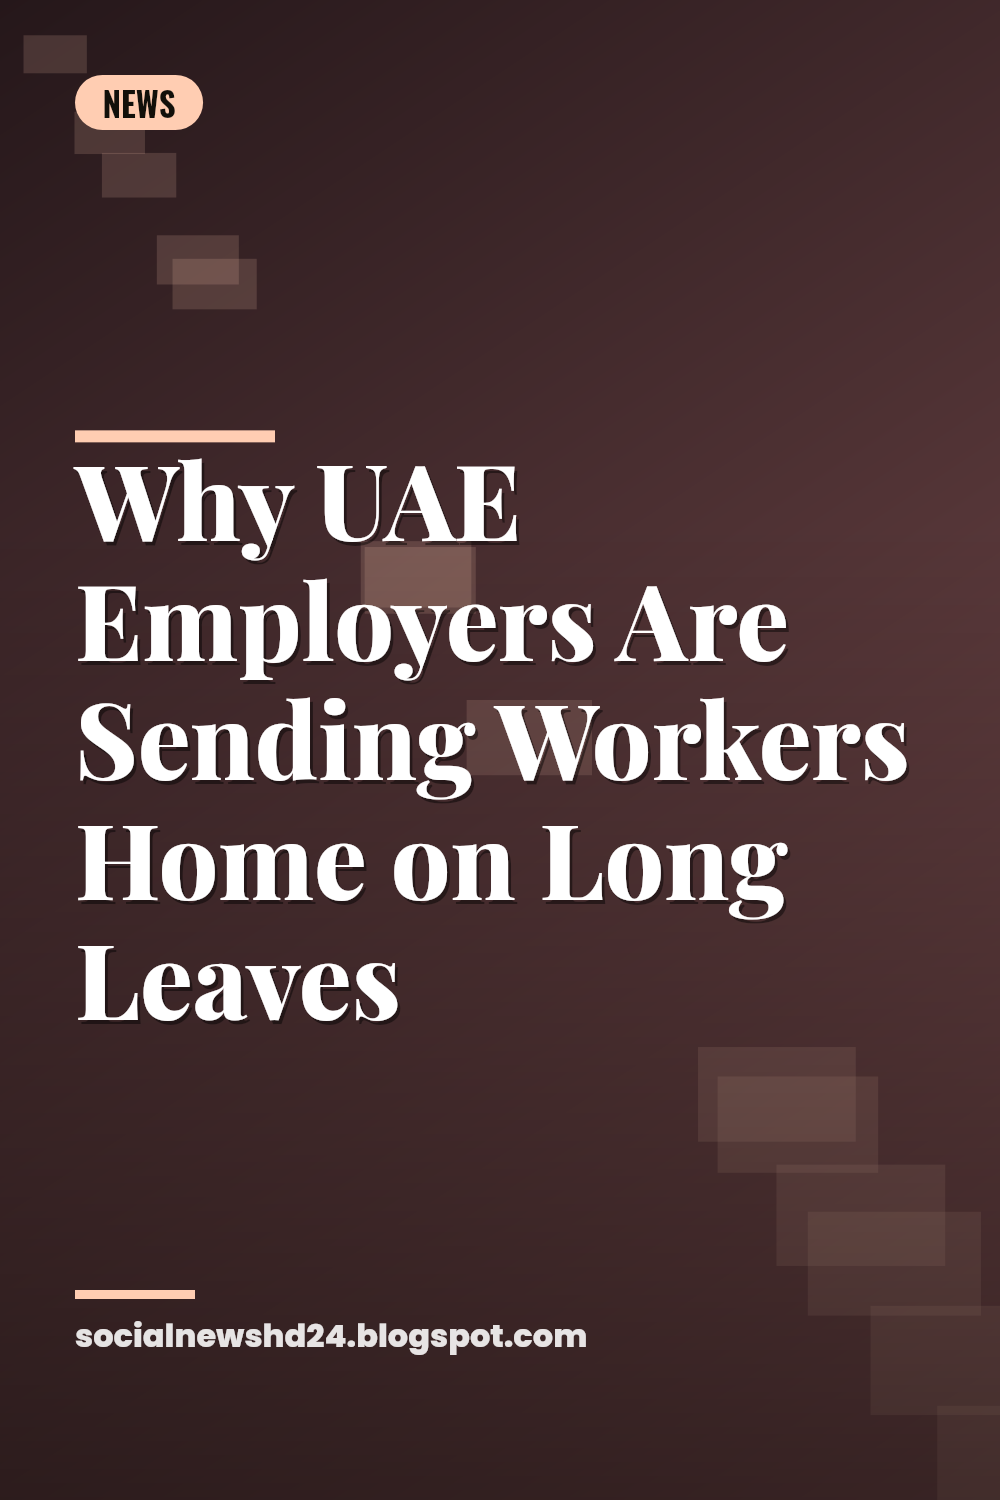 NEWS
Why UAE
Employers Are
Sending Workers
Home on Long
Leaves
socialnewshd24.blogspot.com